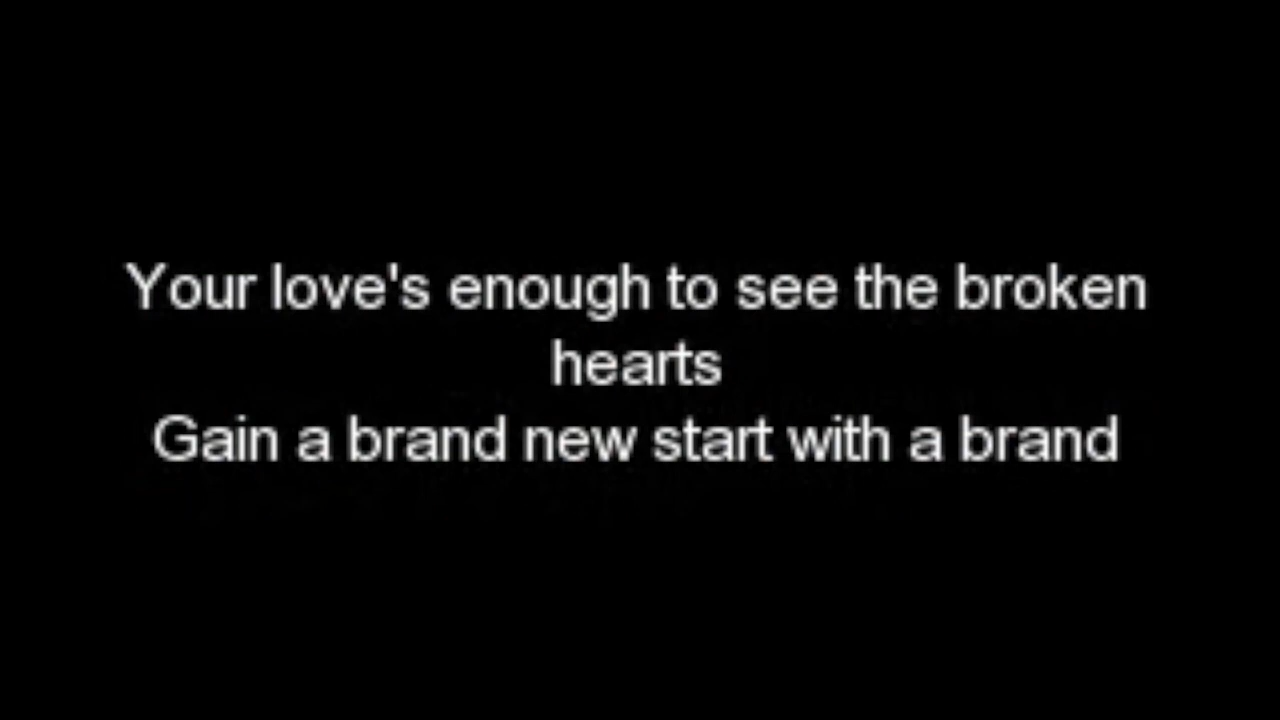 Your love's enough to see the broken
hearts
Gain a brand new start with a brand